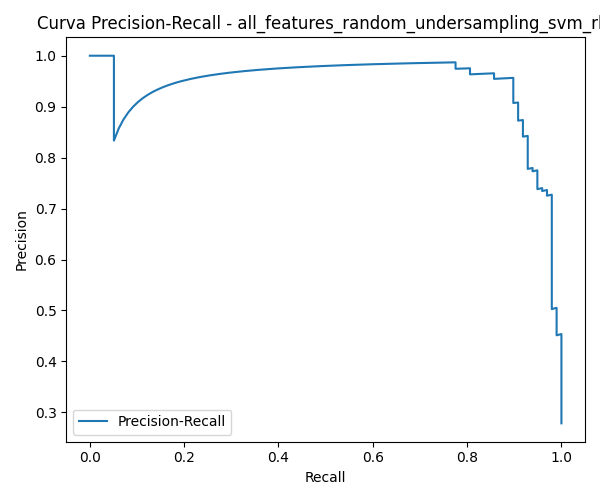 Curva Precision-Recall - all_features_random_undersampling_svm_rl
1.0
0.9
0.8
0.7
0.6
0.5
0.4
0.3
Precision
Precision-Recall
0.0 0.2 0.4 0.6 0.8 1.0
Recall